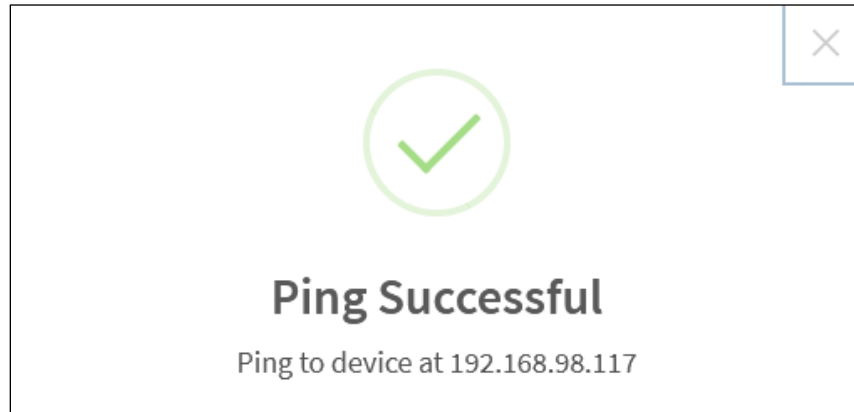 Ping Successful
Ping to device at 192.168.98.117